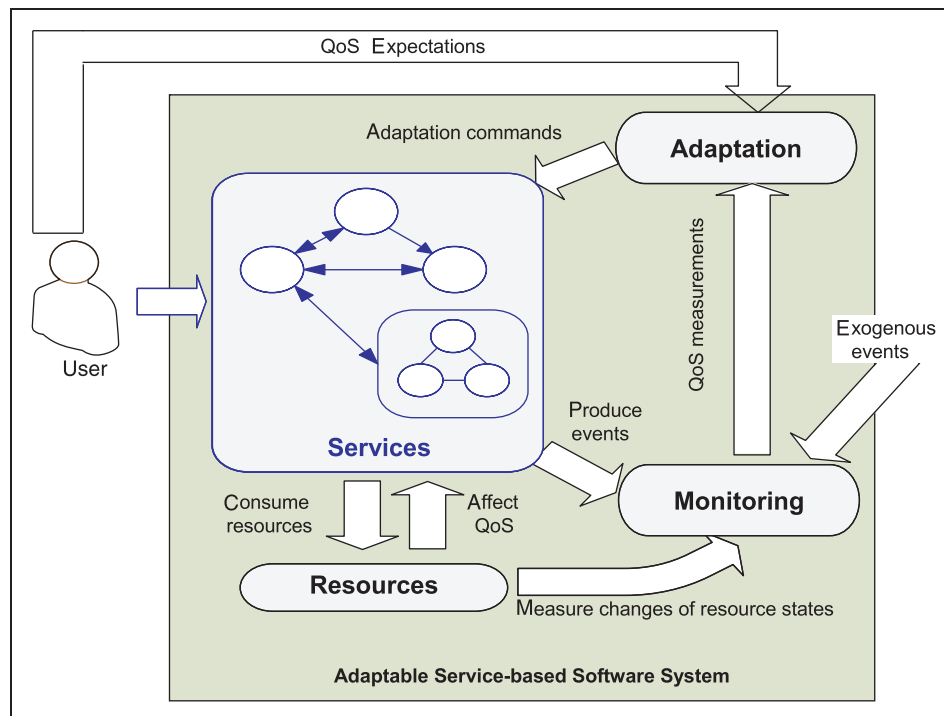 QoS Expectations
Adaptation commands
Adaptation
QoS measurements
Exogenous
events
User
Services
Produce
events
Monitoring
Consume
resources
Affect
QoS
Resources
Measure changes of resource states
Adaptable Service-based Software System